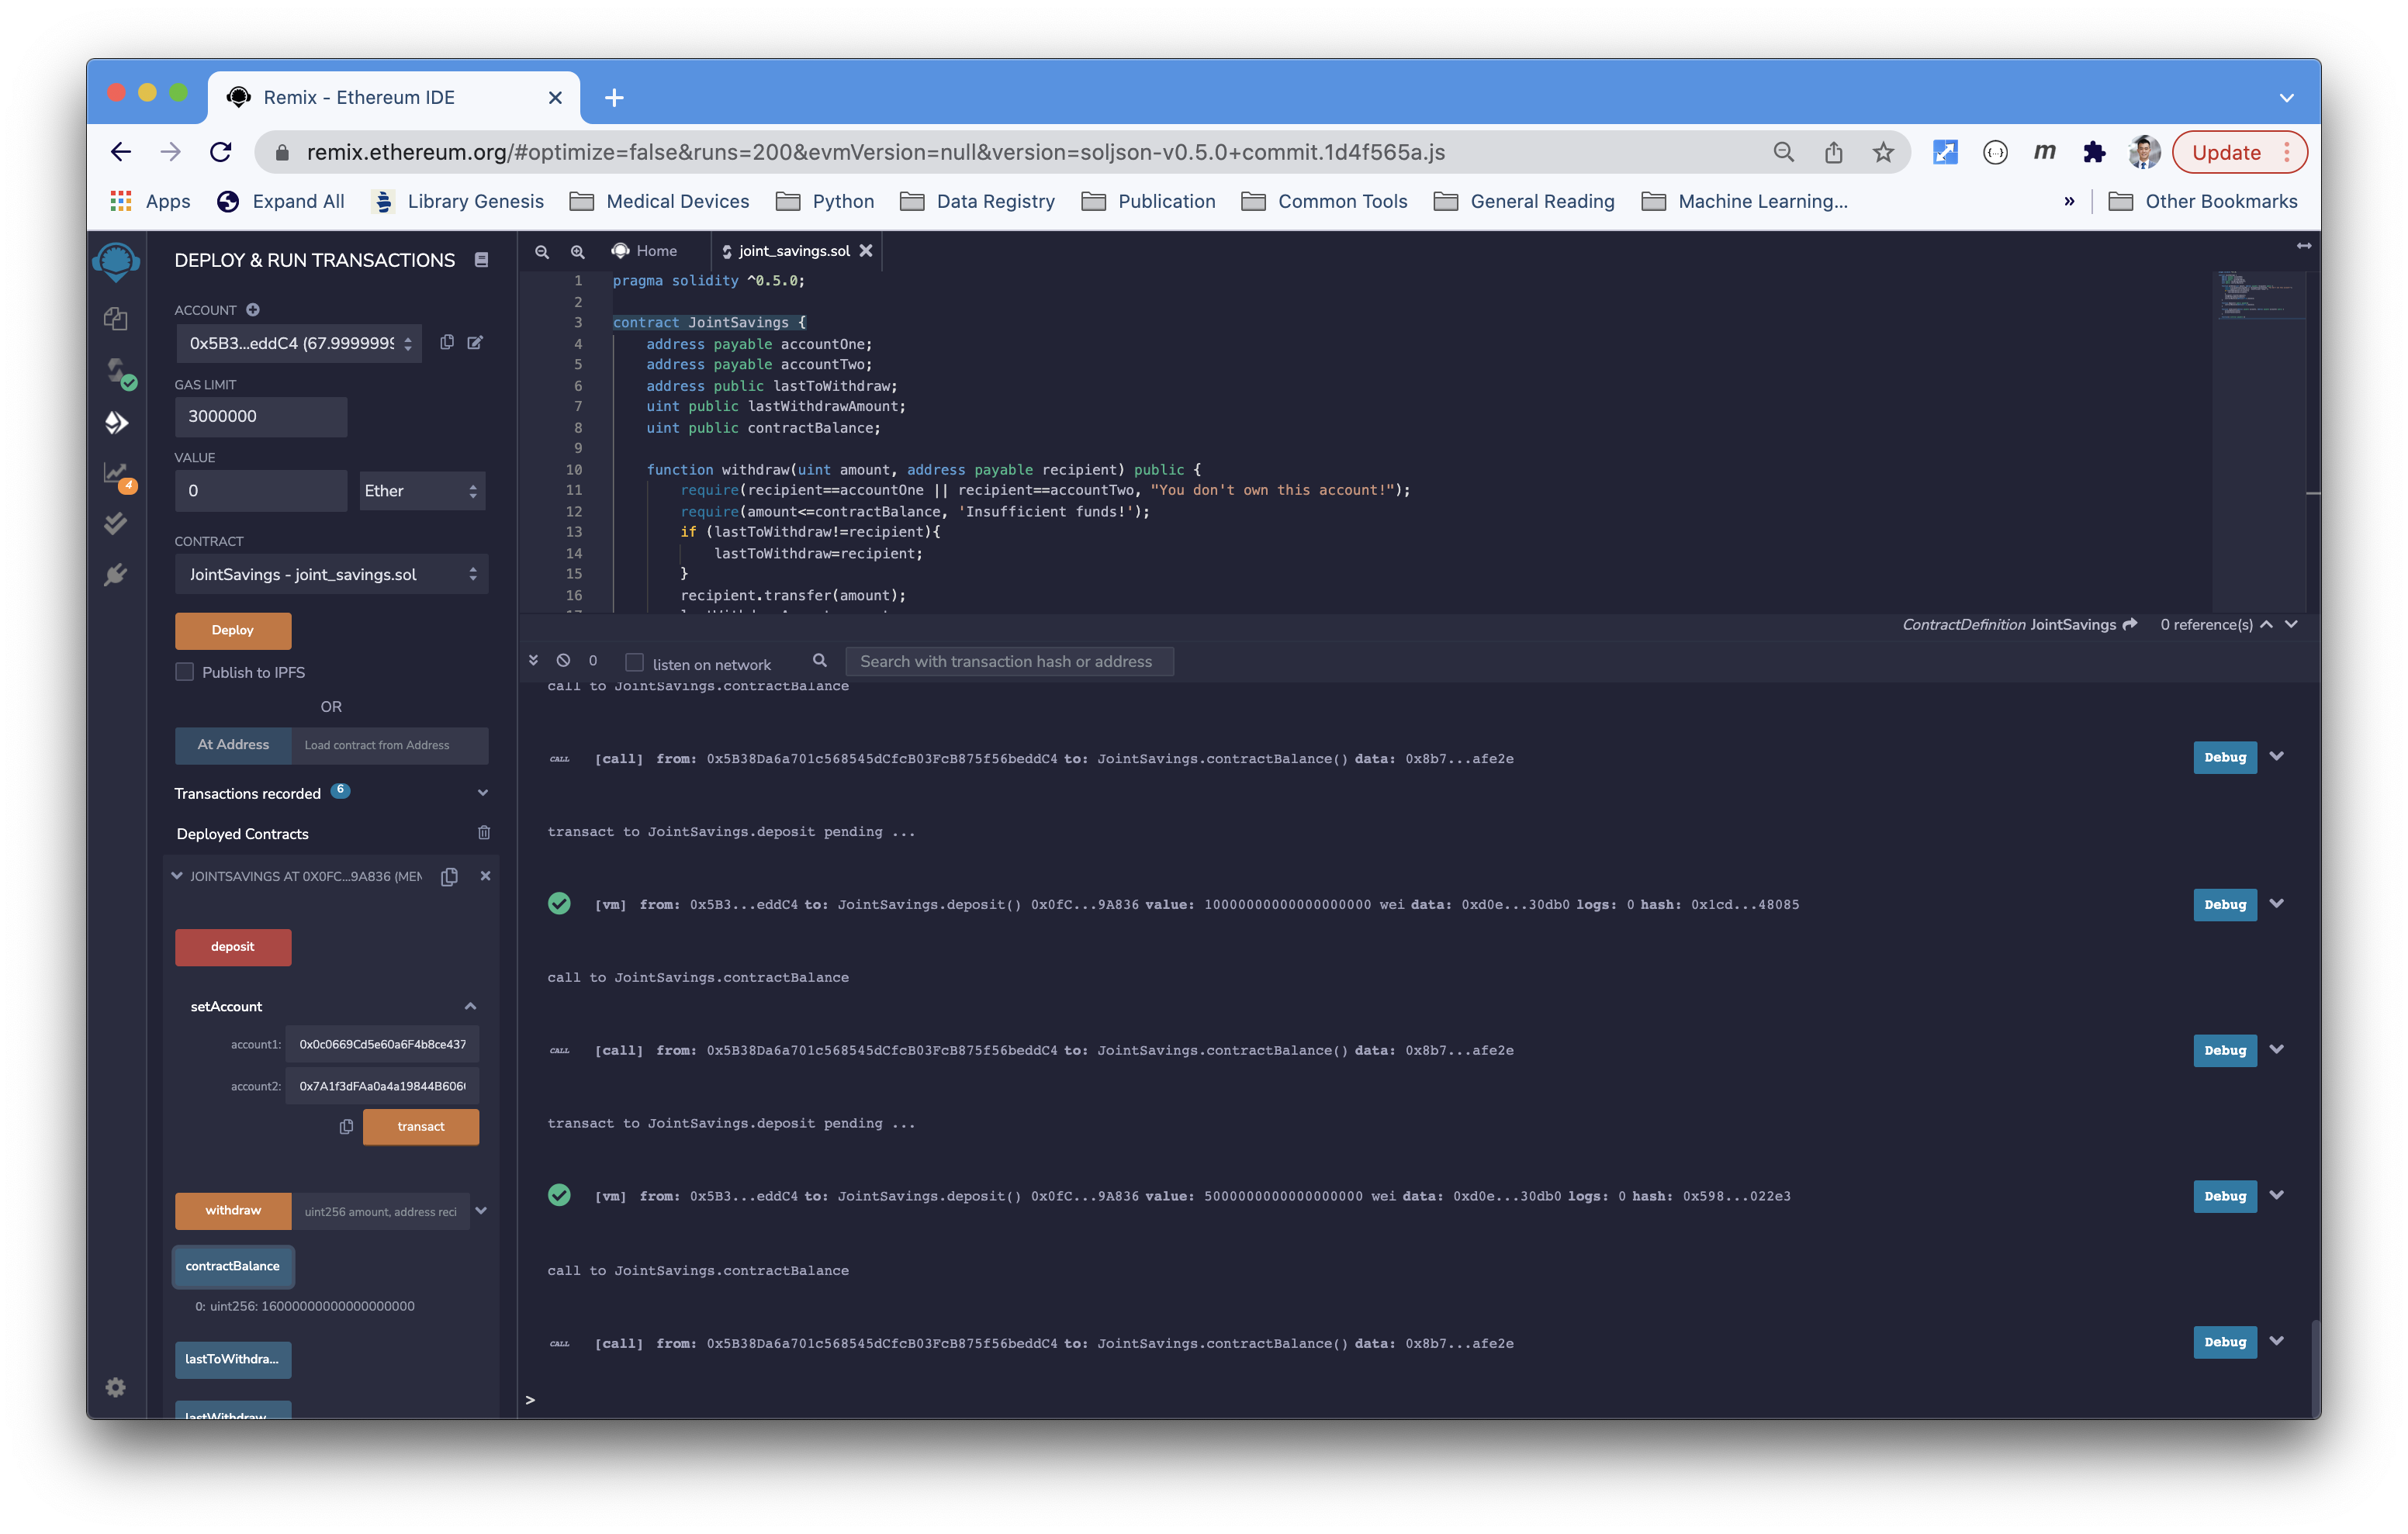 Remix - Ethereum IDE
remix.ethereum.org/#optimize=false&runs=200&evmVersion=null&version=soljson-v0.5.0+commit.1d4f565a.js
m
Update
Apps
Expand All
Library Genesis
Medical Devices
Python
Data Registry
Publication
Common Tools
General Reading
Machine Learning...
»
Other Bookmarks
DEPLOY & RUN TRANSACTIONS
ACCOUNT
0x5B3...eddC4 (67.9999999
GAS LIMIT
3000000
VALUE
0
Ether
4
CONTRACT
JointSavings - joint_savings.sol
Deploy
Publish to IPFS
OR
At Address
Load contract from Address
Transactions recorded 6
Deployed Contracts
JOINTSAVINGS AT 0X0FC...9A836 (MEM
deposit
setAccount
account1: 0x0c0669Cd5e60a6F4b8ce437
account2: 0x7A1f3dFAa0a4a19844B606
transact
withdraw
uint256 amount, address reci
contractBalance
0: uint256: 16000000000000000000
lastToWithdra...
lastWithdraw...
Home
joint_savings.sol
1 pragma solidity ^0.5.0;
2
3 contract JointSavings {
4 address payable accountOne;
5 address payable accountTwo;
6 address public lastToWithdraw;
7 uint public lastWithdrawAmount;
8 uint public contractBalance;
9
10 function withdraw(uint amount, address payable recipient) public {
11 require(recipient==accountOne || recipient==accountTwo, "You don't own this account!");
12 require(amount<=contractBalance, 'Insufficient funds!');
13 if (lastToWithdraw!=recipient){
14 lastToWithdraw=recipient;
15 }
16 recipient.transfer(amount);
ContractDefinition JointSavings 0 reference(s)
0
listen on network
Search with transaction hash or address
call to JointSavings.contractBalance
CALL [call] from: 0x5B38Da6a701c568545dCfcB03FcB875f56beddC4 to: JointSavings.contractBalance() data: 0x8b7...afe2e Debug
transact to JointSavings.deposit pending ...
[vm] from: 0x5B3...eddC4 to: JointSavings.deposit() 0x0fC...9A836 value: 10000000000000000000 wei data: 0xd0e...30db0 logs: 0 hash: 0x1cd...48085 Debug
call to JointSavings.contractBalance
CALL [call] from: 0x5B38Da6a701c568545dCfcB03FcB875f56beddC4 to: JointSavings.contractBalance() data: 0x8b7...afe2e Debug
transact to JointSavings.deposit pending ...
[vm] from: 0x5B3...eddC4 to: JointSavings.deposit() 0x0fC...9A836 value: 5000000000000000000 wei data: 0xd0e...30db0 logs: 0 hash: 0x598...022e3 Debug
call to JointSavings.contractBalance
CALL [call] from: 0x5B38Da6a701c568545dCfcB03FcB875f56beddC4 to: JointSavings.contractBalance() data: 0x8b7...afe2e Debug
>